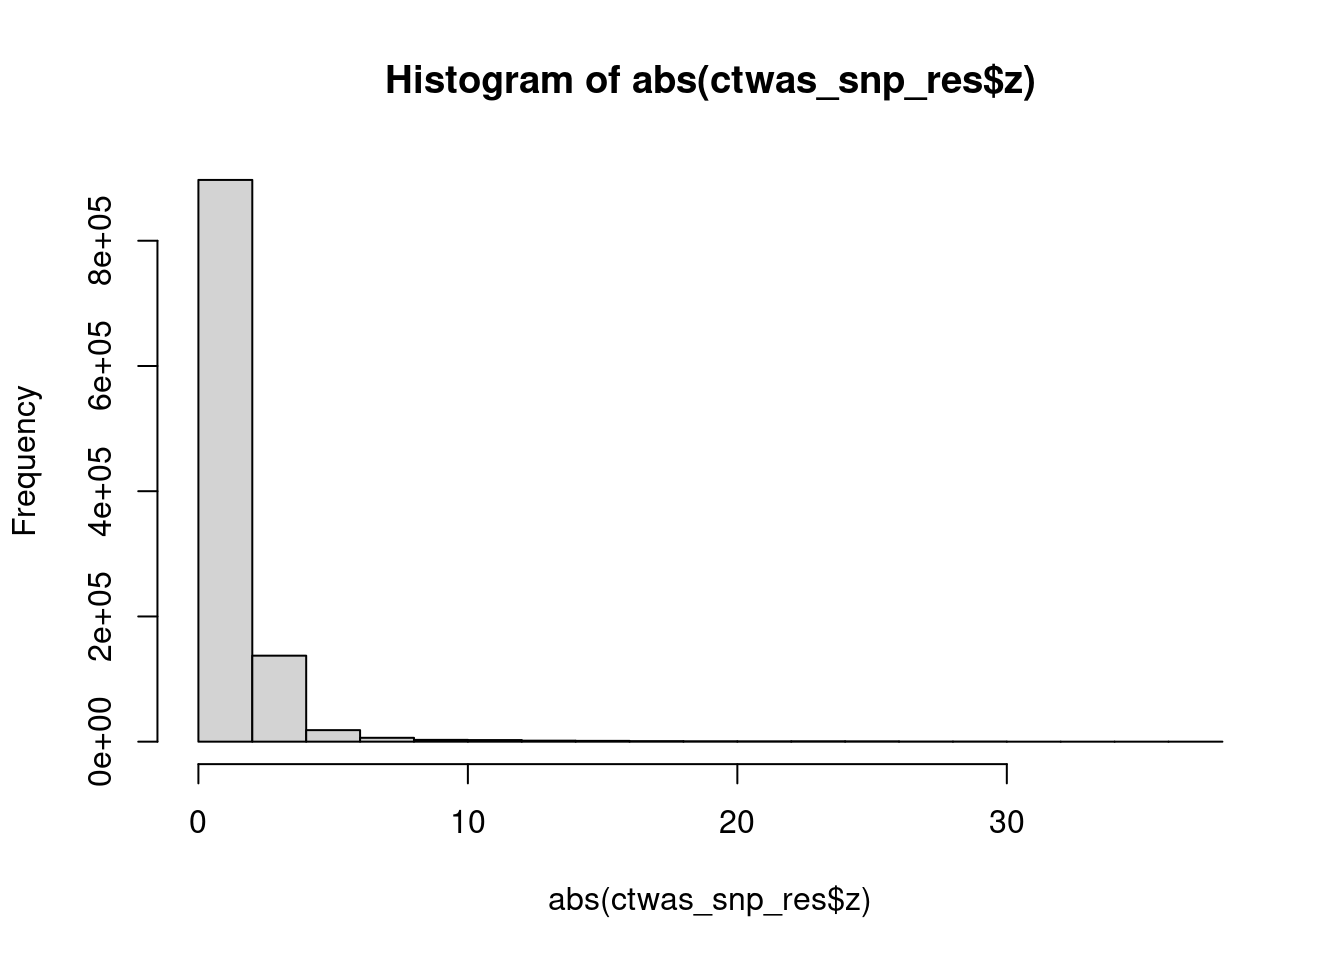 Histogram of abs(ctwas_snp_res$z)
Frequency
8e+05
6e+05
4e+05
2e+05
0e+00
0 10 20 30
abs(ctwas_snp_res$z)